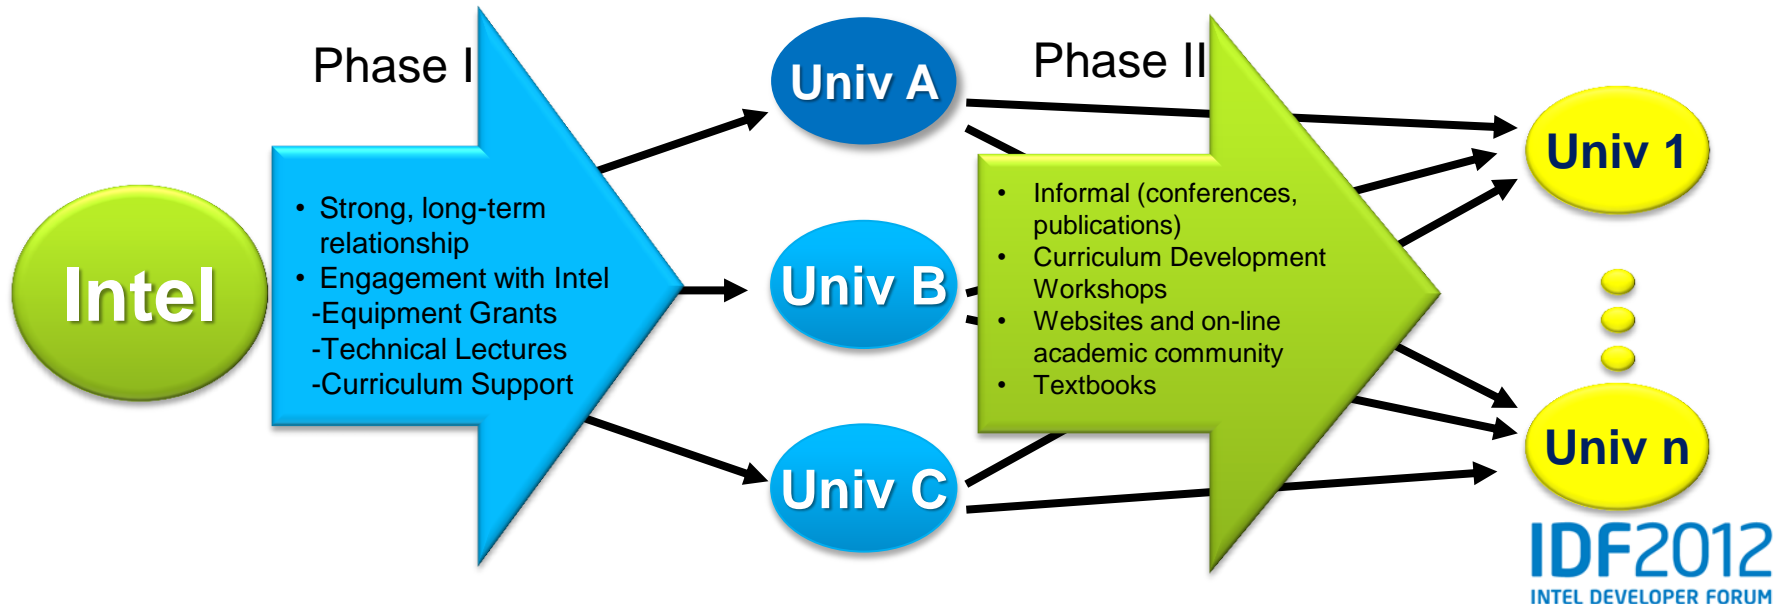 Phase I
Intel
• Strong, long-term
relationship
• Engagement with Intel
-Equipment Grants
-Technical Lectures
-Curriculum Support
Univ A
Univ B
Univ C
Phase II
• Informal (conferences,
publications)
• Curriculum Development
Workshops
• Websites and on-line
academic community
• Textbooks
Univ 1
Univ n
IDF2012
INTEL DEVELOPER FORUM